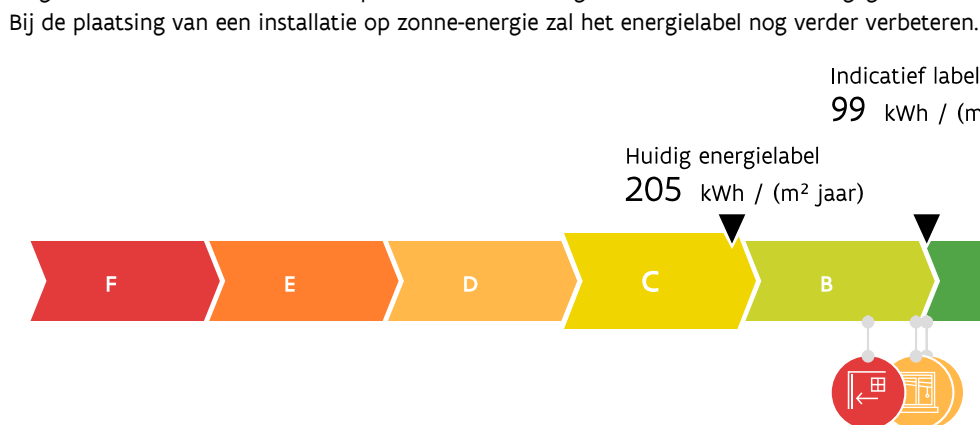 Bij de plaatsing van een installatie op zonne-energie zal het energielabel nog verder verbeteren.
Indicatief label
99 kWh / (m
Huidig energielabel
205 kWh / (m² jaar)
F E D C B